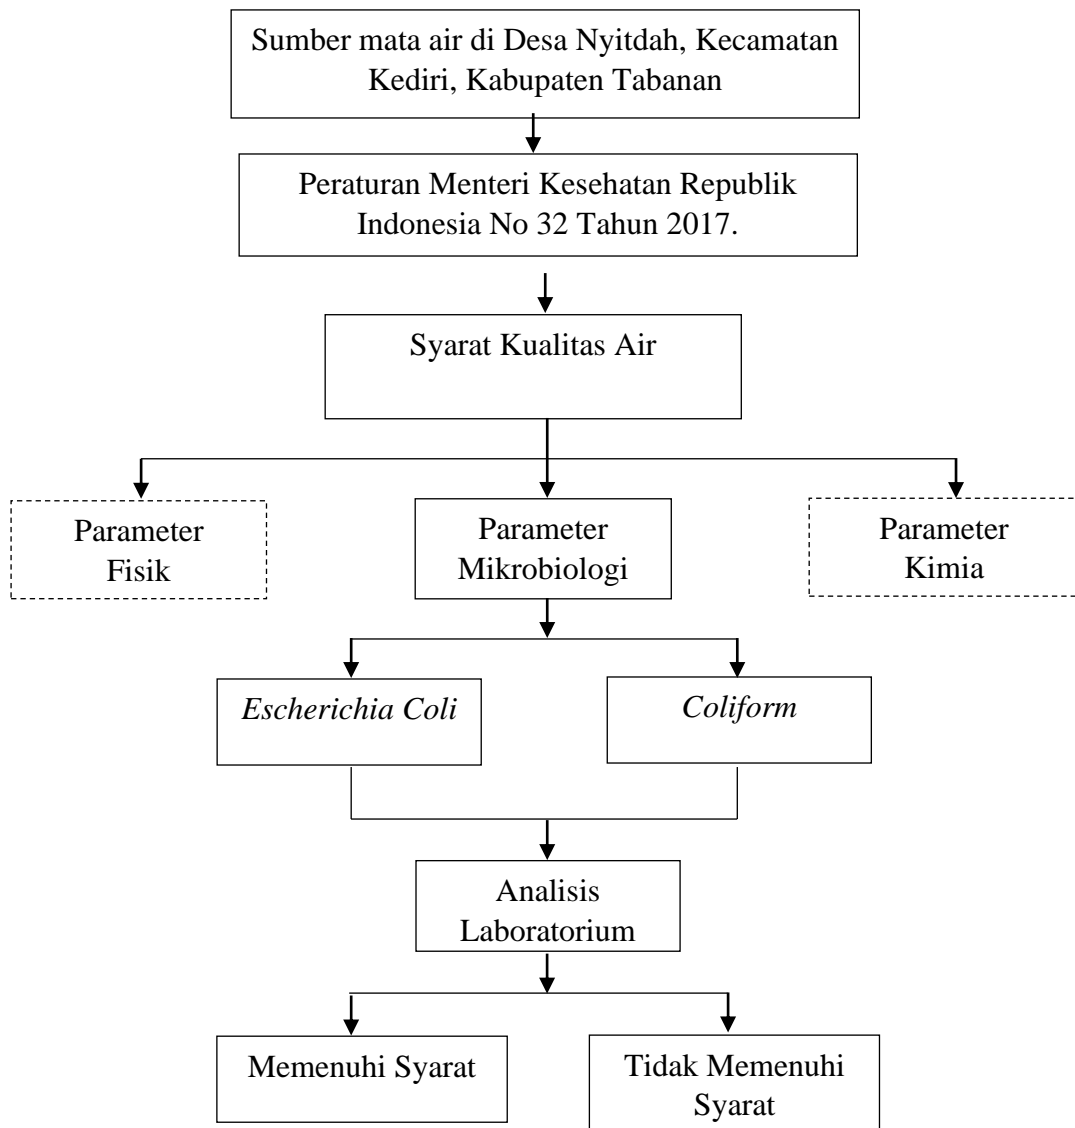 Sumber mata air di Desa Nyitdah, Kecamatan
Kediri, Kabupaten Tabanan
Peraturan Menteri Kesehatan Republik
Indonesia No 32 Tahun 2017.
Syarat Kualitas Air
Parameter
Fisik
Parameter
Mikrobiologi
Parameter
Kimia
Escherichia Coli
Coliform
Analisis
Laboratorium
Memenuhi Syarat
Tidak Memenuhi
Syarat